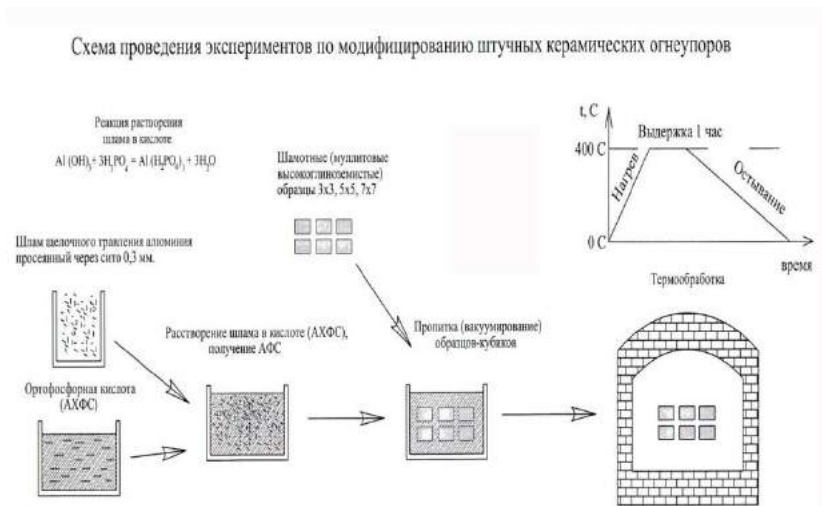 Схема проведения экспериментов по модифицированию штучных керамических огнеупоров
Реакция растворения
шлама в кислоте
Al (OH)₃+ 3H₃PO₄ = Al (H₂PO₄)₃ + 3H₂O
Шлам щелочного травления алюминия
просеянный через сито 0,3 мм.
Ортофосфорная кислота
(АХФС)
Расстворение шлама в кислоте (АХФС),
получение АФС
Шамотные (муллитовые
высокоглиноземистые)
образцы 3х3, 5х5, 7х7
Пропитка (вакуумирование)
образцов-кубиков
t, C
Выдержка 1 час
400 C
Нагрев
Остывание
0 C
время
Термообработка